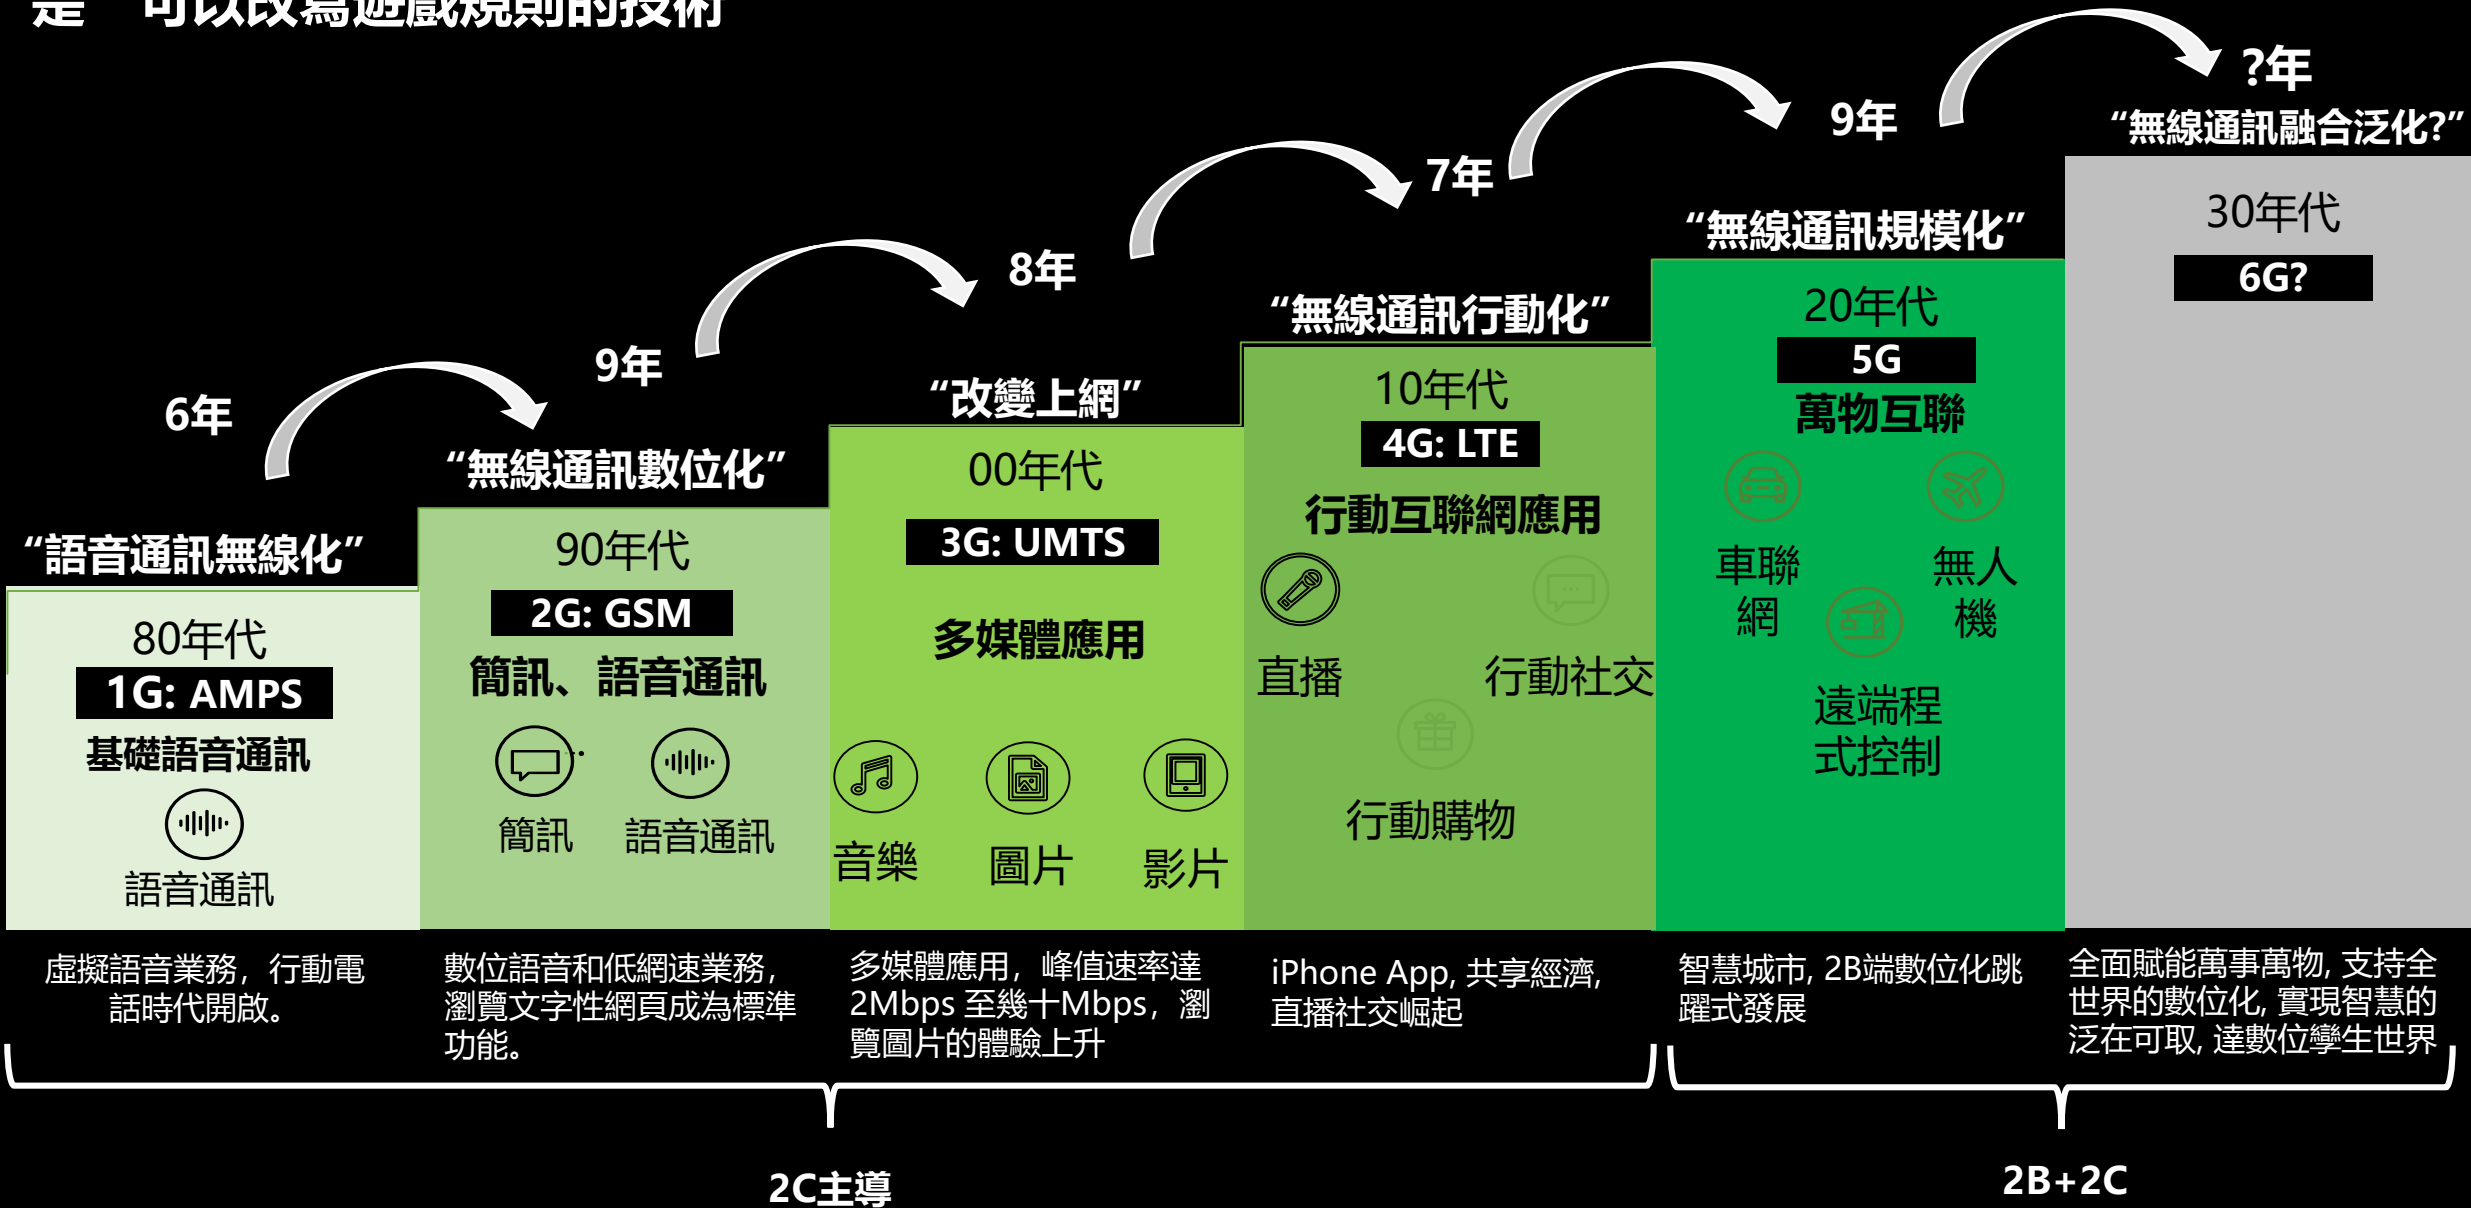 是 可以改寫遊戲規則的技術
6年
9年
8年
7年
9年
?年
“語音通訊無線化”
80年代
1G: AMPS
基礎語音通訊
語音通訊
虛擬語音業務，行動電
話時代開啟。
“無線通訊數位化”
90年代
2G: GSM
簡訊、語音通訊
簡訊
語音通訊
數位語音和低網速業務，
瀏覽文字性網頁成為標準
功能。
“改變上網”
00年代
3G: UMTS
多媒體應用
音樂
圖片
影片
多媒體應用，峰值速率達
2Mbps 至幾十Mbps，瀏
覽圖片的體驗上升
“無線通訊行動化”
10年代
4G: LTE
行動互聯網應用
直播
行動社交
行動購物
iPhone App, 共享經濟,
直播社交崛起
“無線通訊規模化”
20年代
5G
萬物互聯
車聯
網
無人
機
遠端程
式控制
智慧城市, 2B端數位化跳
躍式發展
“無線通訊融合泛化?”
30年代
6G?
全面賦能萬事萬物, 支持全
世界的數位化, 實現智慧的
泛在可取, 達數位孿生世界
2C主導
2B+2C